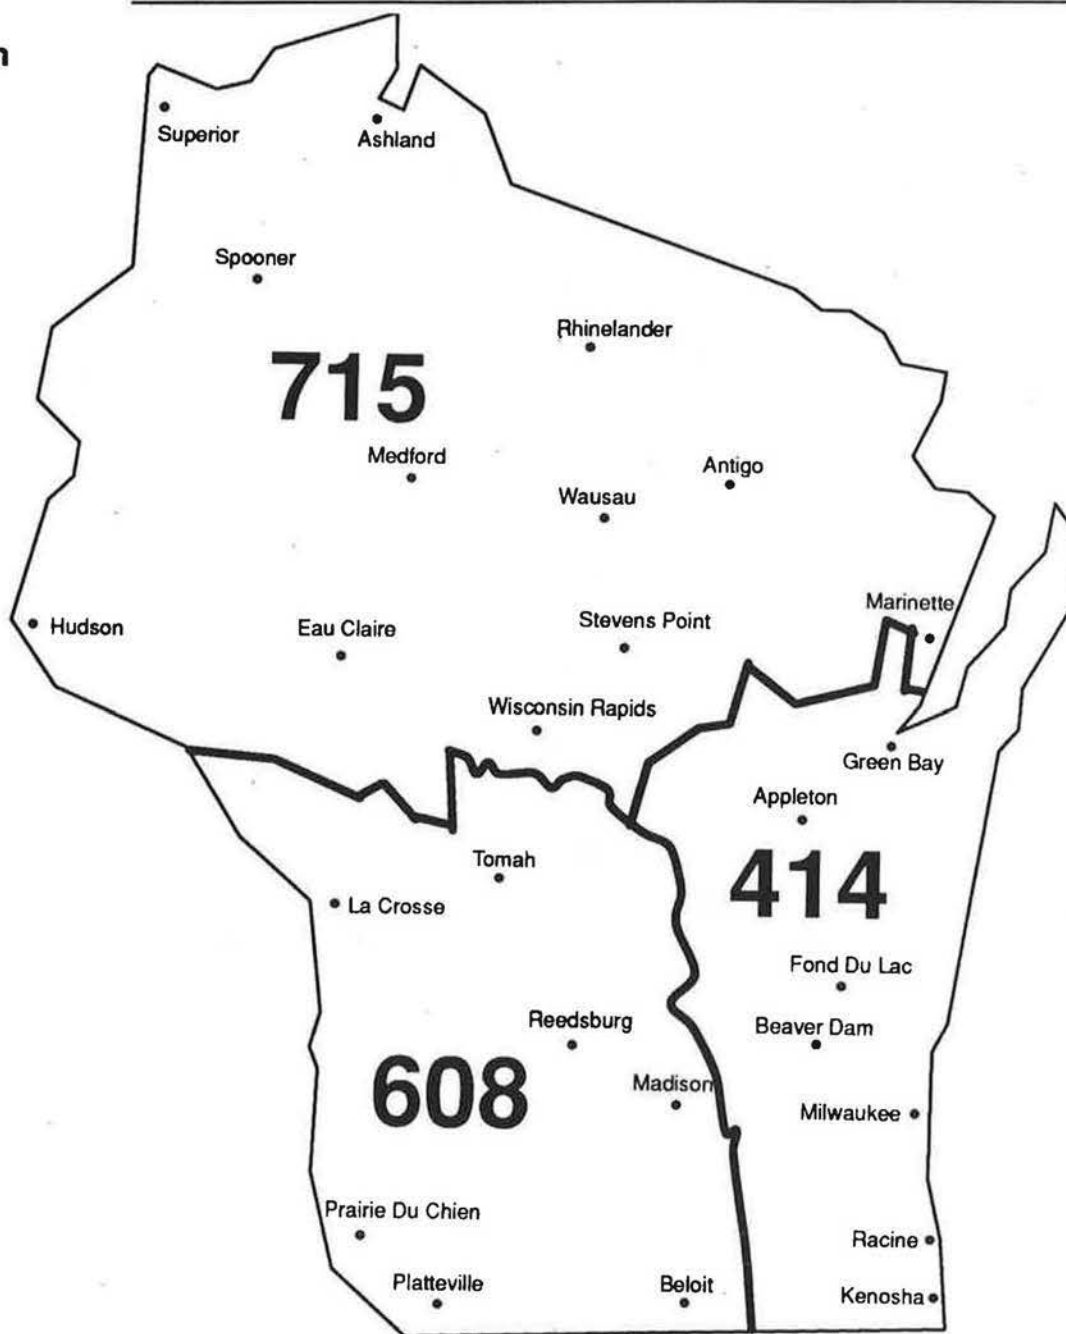 n
Superior
Ashland
Spooner
Rhinelander
715
Medford
Antigo
Wausau
Marinette
Hudson
Eau Claire
Stevens Point
Wisconsin Rapids
Green Bay
Appleton
414
Tomah
La Crosse
Fond Du Lac
Reedsburg
Beaver Dam
608
Madison
Milwaukee
Prairie Du Chien
Racine
Platteville
Beloit
Kenosha